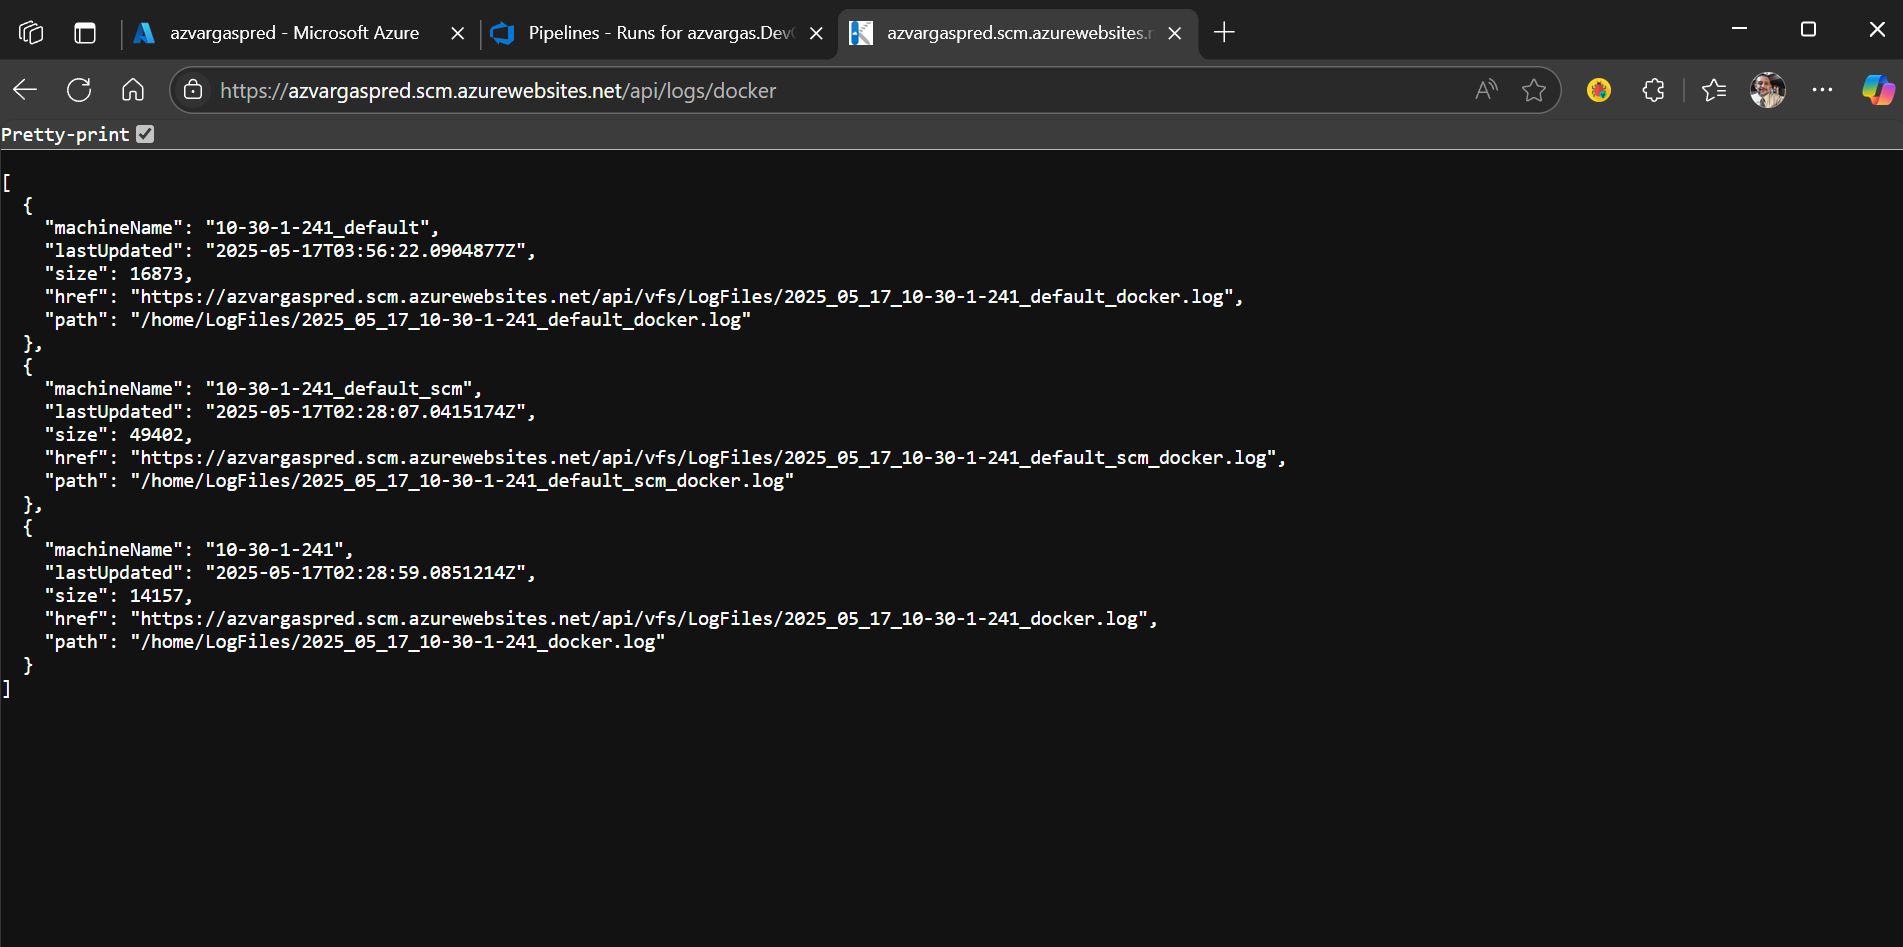 azvargaspred - Microsoft Azure
Pipelines - Runs for azvargas.Dev
azvargaspred.scm.azurewebsites.n
https://azvargaspred.scm.azurewebsites.net/api/logs/docker
Pretty-print
[
  {
    "machineName": "10-30-1-241_default",
    "lastUpdated": "2025-05-17T03:56:22.0904877Z",
    "size": 16873,
    "href": "https://azvargaspred.scm.azurewebsites.net/api/vfs/LogFiles/2025_05_17_10-30-1-241_default_docker.log",
    "path": "/home/LogFiles/2025_05_17_10-30-1-241_default_docker.log"
  },
  {
    "machineName": "10-30-1-241_default_scm",
    "lastUpdated": "2025-05-17T02:28:07.0415174Z",
    "size": 49402,
    "href": "https://azvargaspred.scm.azurewebsites.net/api/vfs/LogFiles/2025_05_17_10-30-1-241_default_scm_docker.log",
    "path": "/home/LogFiles/2025_05_17_10-30-1-241_default_scm_docker.log"
  },
  {
    "machineName": "10-30-1-241",
    "lastUpdated": "2025-05-17T02:28:59.0851214Z",
    "size": 14157,
    "href": "https://azvargaspred.scm.azurewebsites.net/api/vfs/LogFiles/2025_05_17_10-30-1-241_docker.log",
    "path": "/home/LogFiles/2025_05_17_10-30-1-241_docker.log"
  }
]